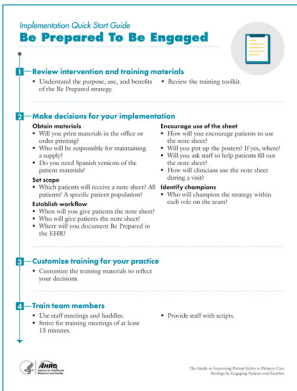 Implementation Quick Start Guide
Be Prepared To Be Engaged
1 Review intervention and training materials
• Understand the purpose, use, and benefits
of the Be Prepared strategy.
• Review the training toolkit.
2 Make decisions for your implementation
Obtain materials
• Will you print materials in the office or
order printing?
• Who will be responsible for maintaining
a supply?
• Do you need Spanish versions of the
patient materials?
Set scope
• Which patients will receive a note sheet? All
patients? A specific patient population?
Establish workflow
• When will you give patients the note sheet?
• Who will give patients the note sheet?
• Where will you document Be Prepared in
the EHR?
Encourage use of the sheet
• How will you encourage patients to use
the note sheet?
• Will you put up the posters? If yes, where?
• Will you ask staff to help patients fill out
the note sheet?
• How will clinicians use the note sheet
during a visit?
Identify champions
• Who will champion the strategy within
each role on the team?
3 Customize training for your practice
• Customize the training materials to reflect
your decisions.
4 Train team members
• Use staff meetings and huddles.
• Strive for training meetings of at least
15 minutes.
• Provide staff with scripts.
AHRQ
Agency for Healthcare
Research and Quality
The Guide to Improving Patient Safety in Primary Care
Settings by Engaging Patients and Families